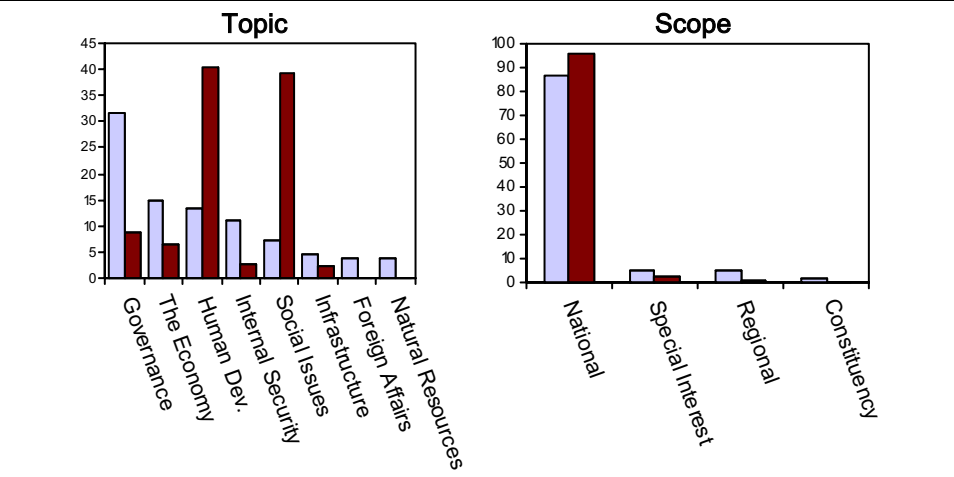 Topic
45
40
35
30
25
20
15
10
5
0
Governance
The Economy
Human Dev.
Internal Security
Social Issues
Infrastructure
Foreign Affairs
Natural Resources
Scope
100
90
80
70
60
50
40
30
20
10
0
National
Special Interest
Regional
Constituency